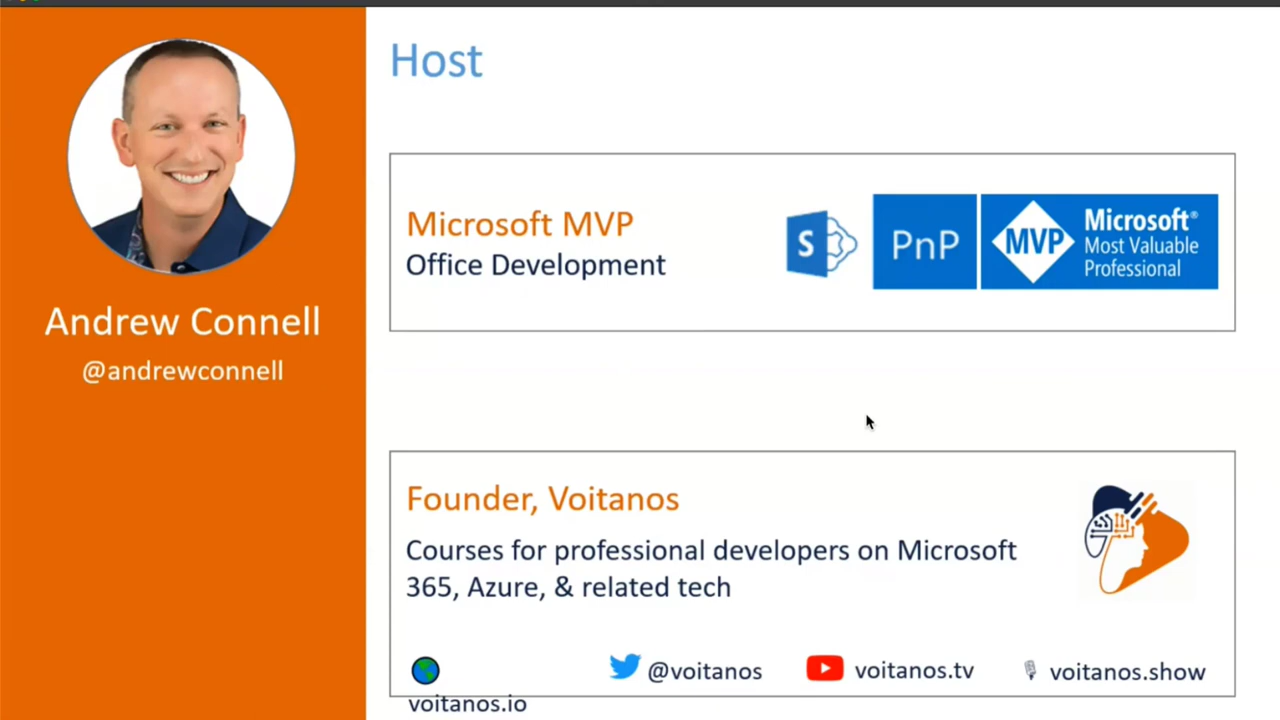 Host
Andrew Connell
@andrewconnell
Microsoft MVP
Office Development
S
PnP
MVP
Microsoft®
Most Valuable
Professional
Founder, Voitanos
Courses for professional developers on Microsoft
365, Azure, & related tech
voitanos.io
@voitanos
voitanos.tv
voitanos.show